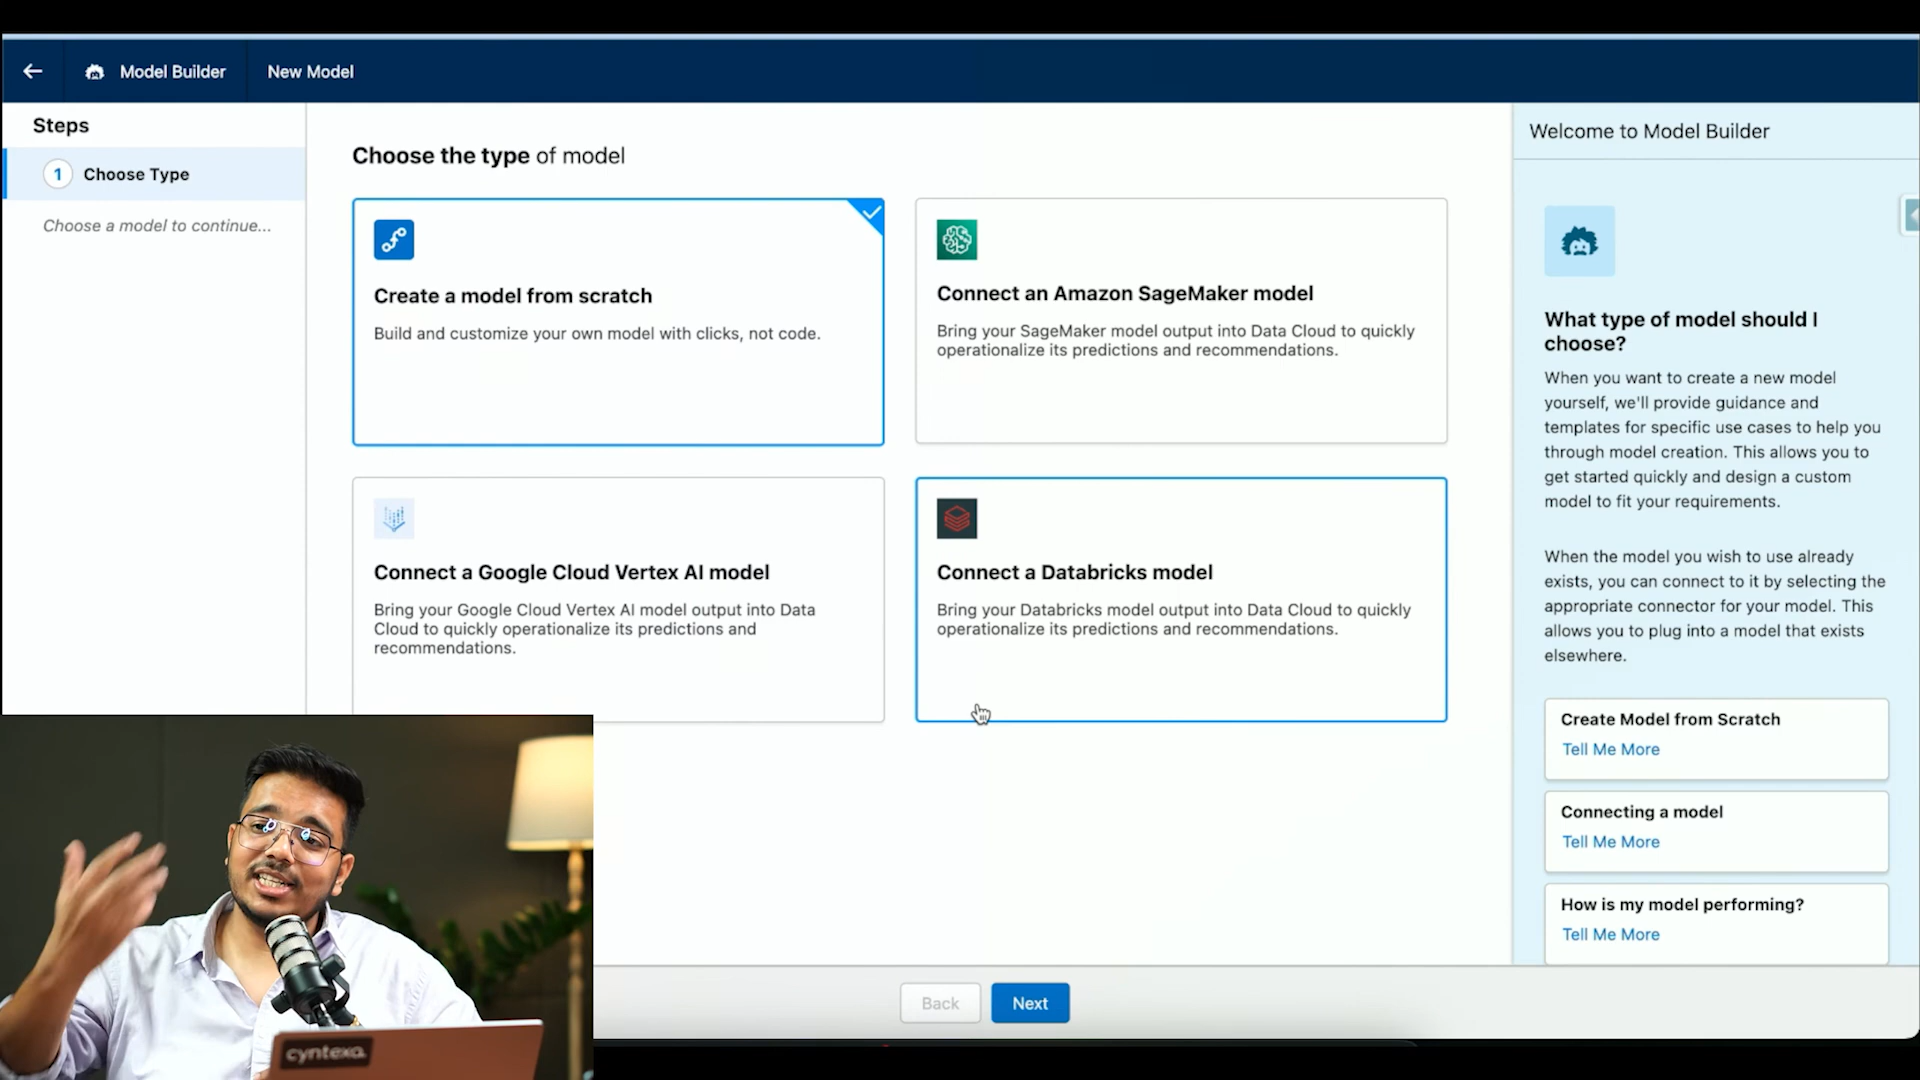 Model Builder
New Model
Steps
1
Choose Type
Choose a model to continue...
Choose the type of model
Create a model from scratch
Build and customize your own model with clicks, not code.
Connect an Amazon SageMaker model
Bring your SageMaker model output into Data Cloud to quickly
operationalize its predictions and recommendations.
Connect a Google Cloud Vertex AI model
Bring your Google Cloud Vertex AI model output into Data
Cloud to quickly operationalize its predictions and
recommendations.
Connect a Databricks model
Bring your Databricks model output into Data Cloud to quickly
operationalize its predictions and recommendations.
Back
Next
Welcome to Model Builder
What type of model should I
choose?
When you want to create a new model
yourself, we'll provide guidance and
templates for specific use cases to help you
through model creation. This allows you to
get started quickly and design a custom
model to fit your requirements.
When the model you wish to use already
exists, you can connect to it by selecting the
appropriate connector for your model. This
allows you to plug into a model that exists
elsewhere.
Create Model from Scratch
Tell Me More
Connecting a model
Tell Me More
How is my model performing?
Tell Me More
cyntexa